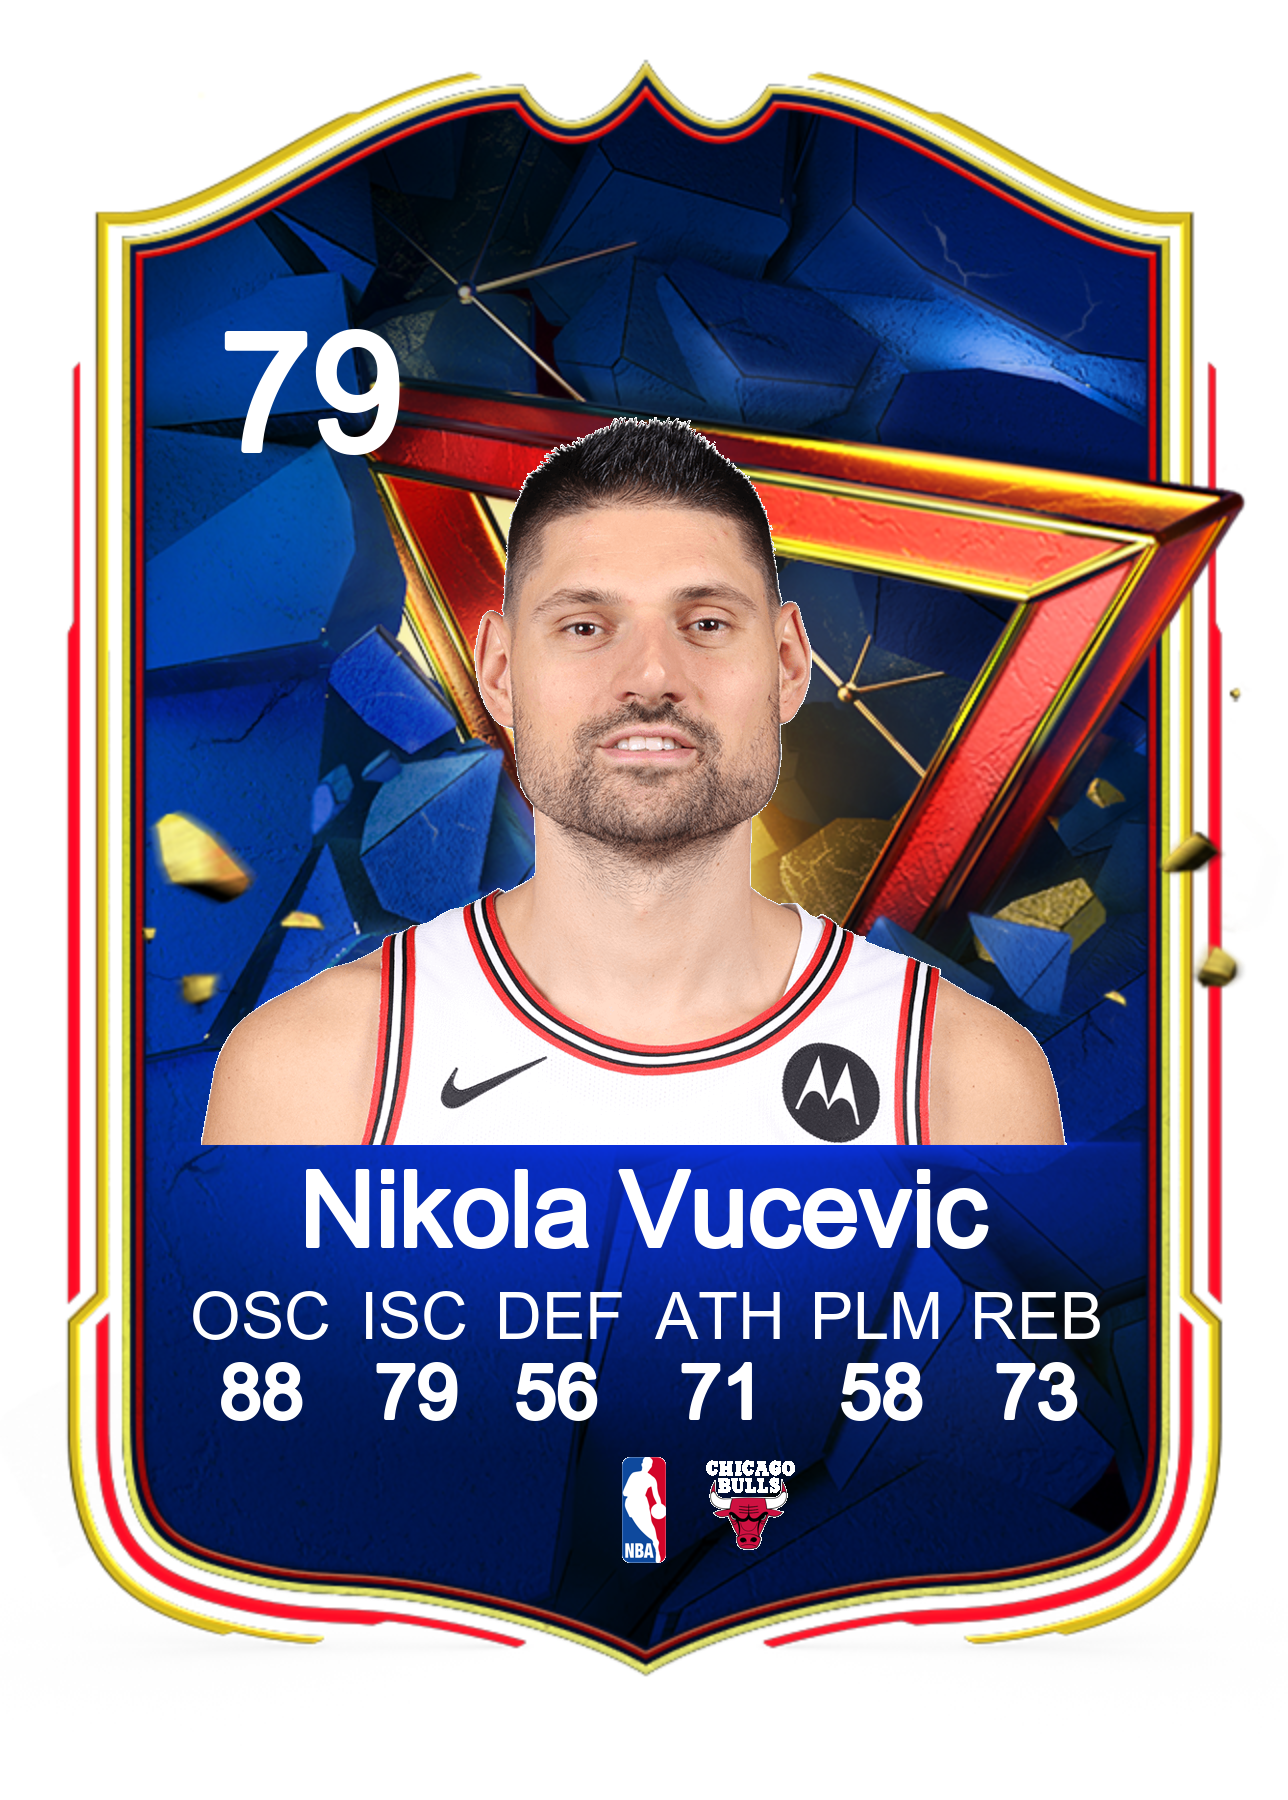 79
Nikola Vucevic
OSC ISC DEF ATH PLM REB
88 79 56 71 58 73
NBA
CHICAGO
BULLS